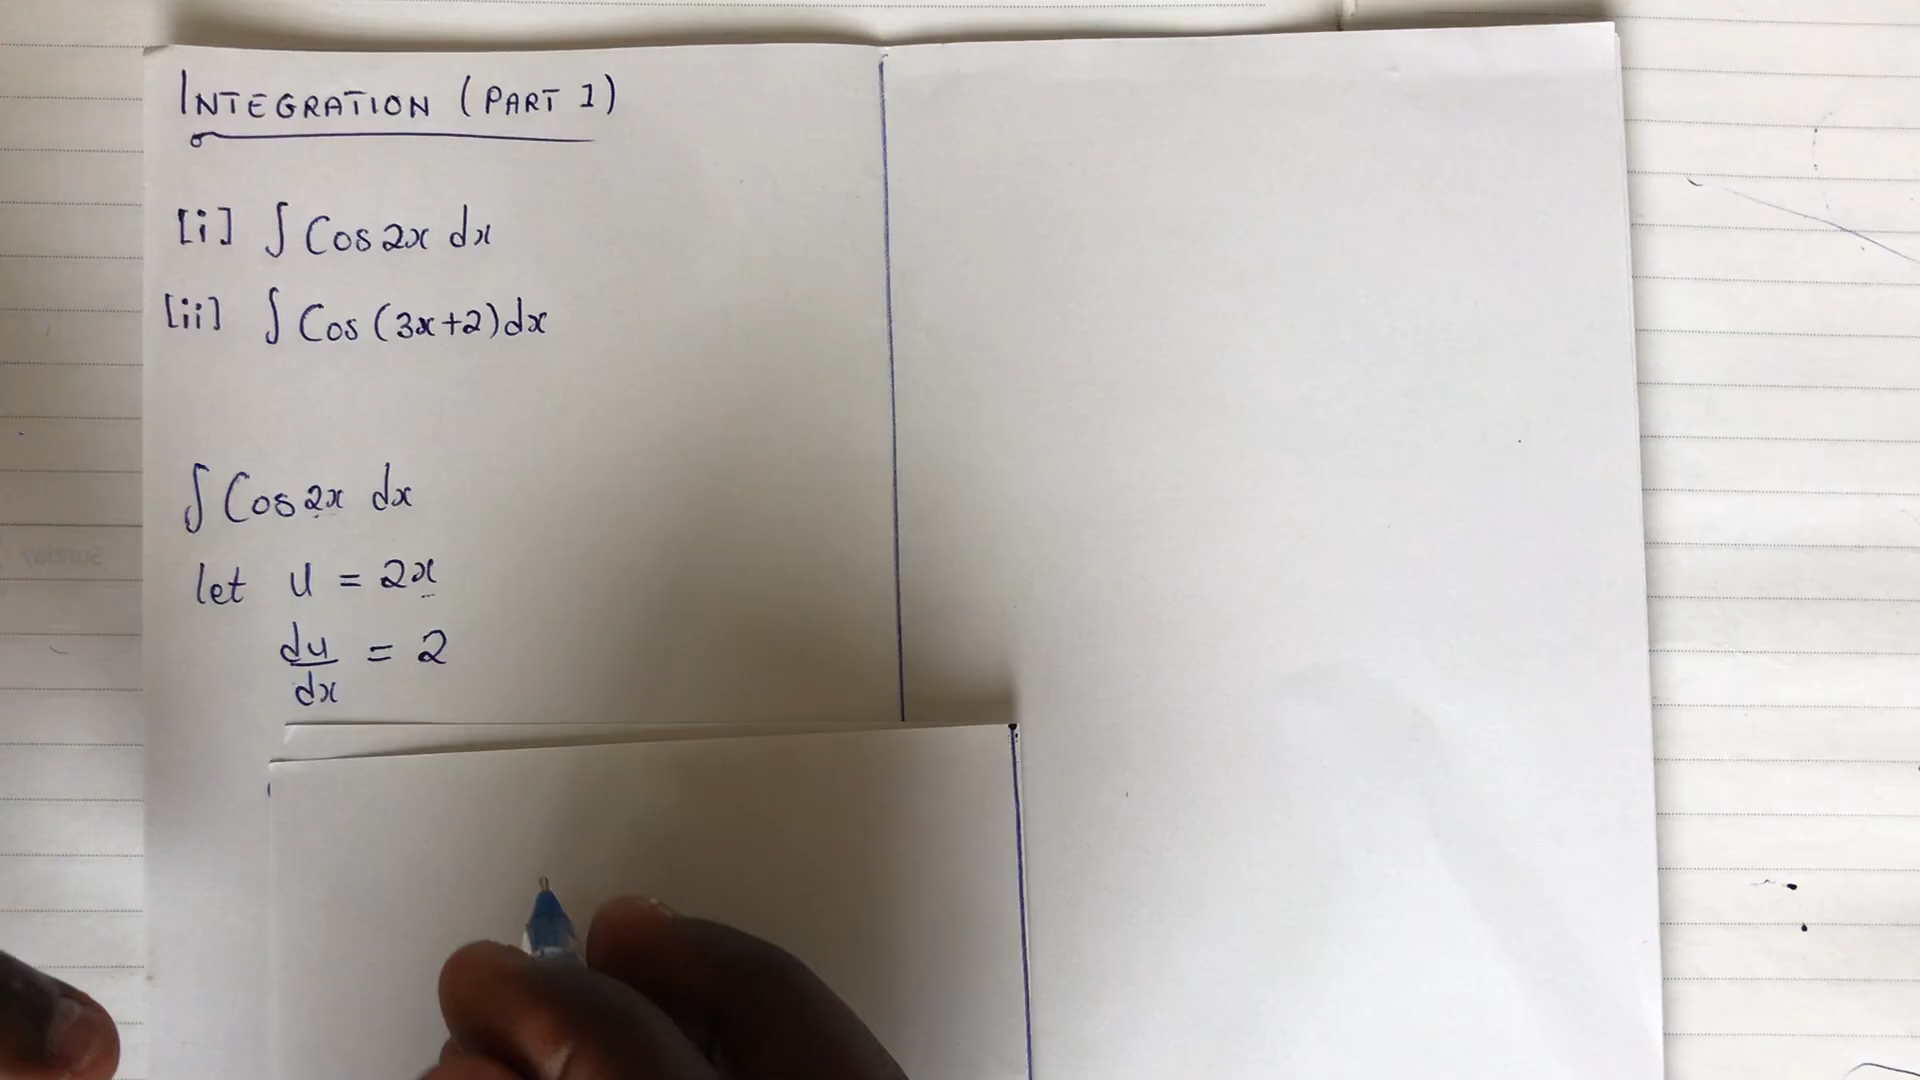 INTEGRATION (PART 1)
[i] ∫ Cos 2x dx
[ii] ∫ Cos (3x+2) dx
∫ Cos 2x dx
let u = 2x
du/dx = 2